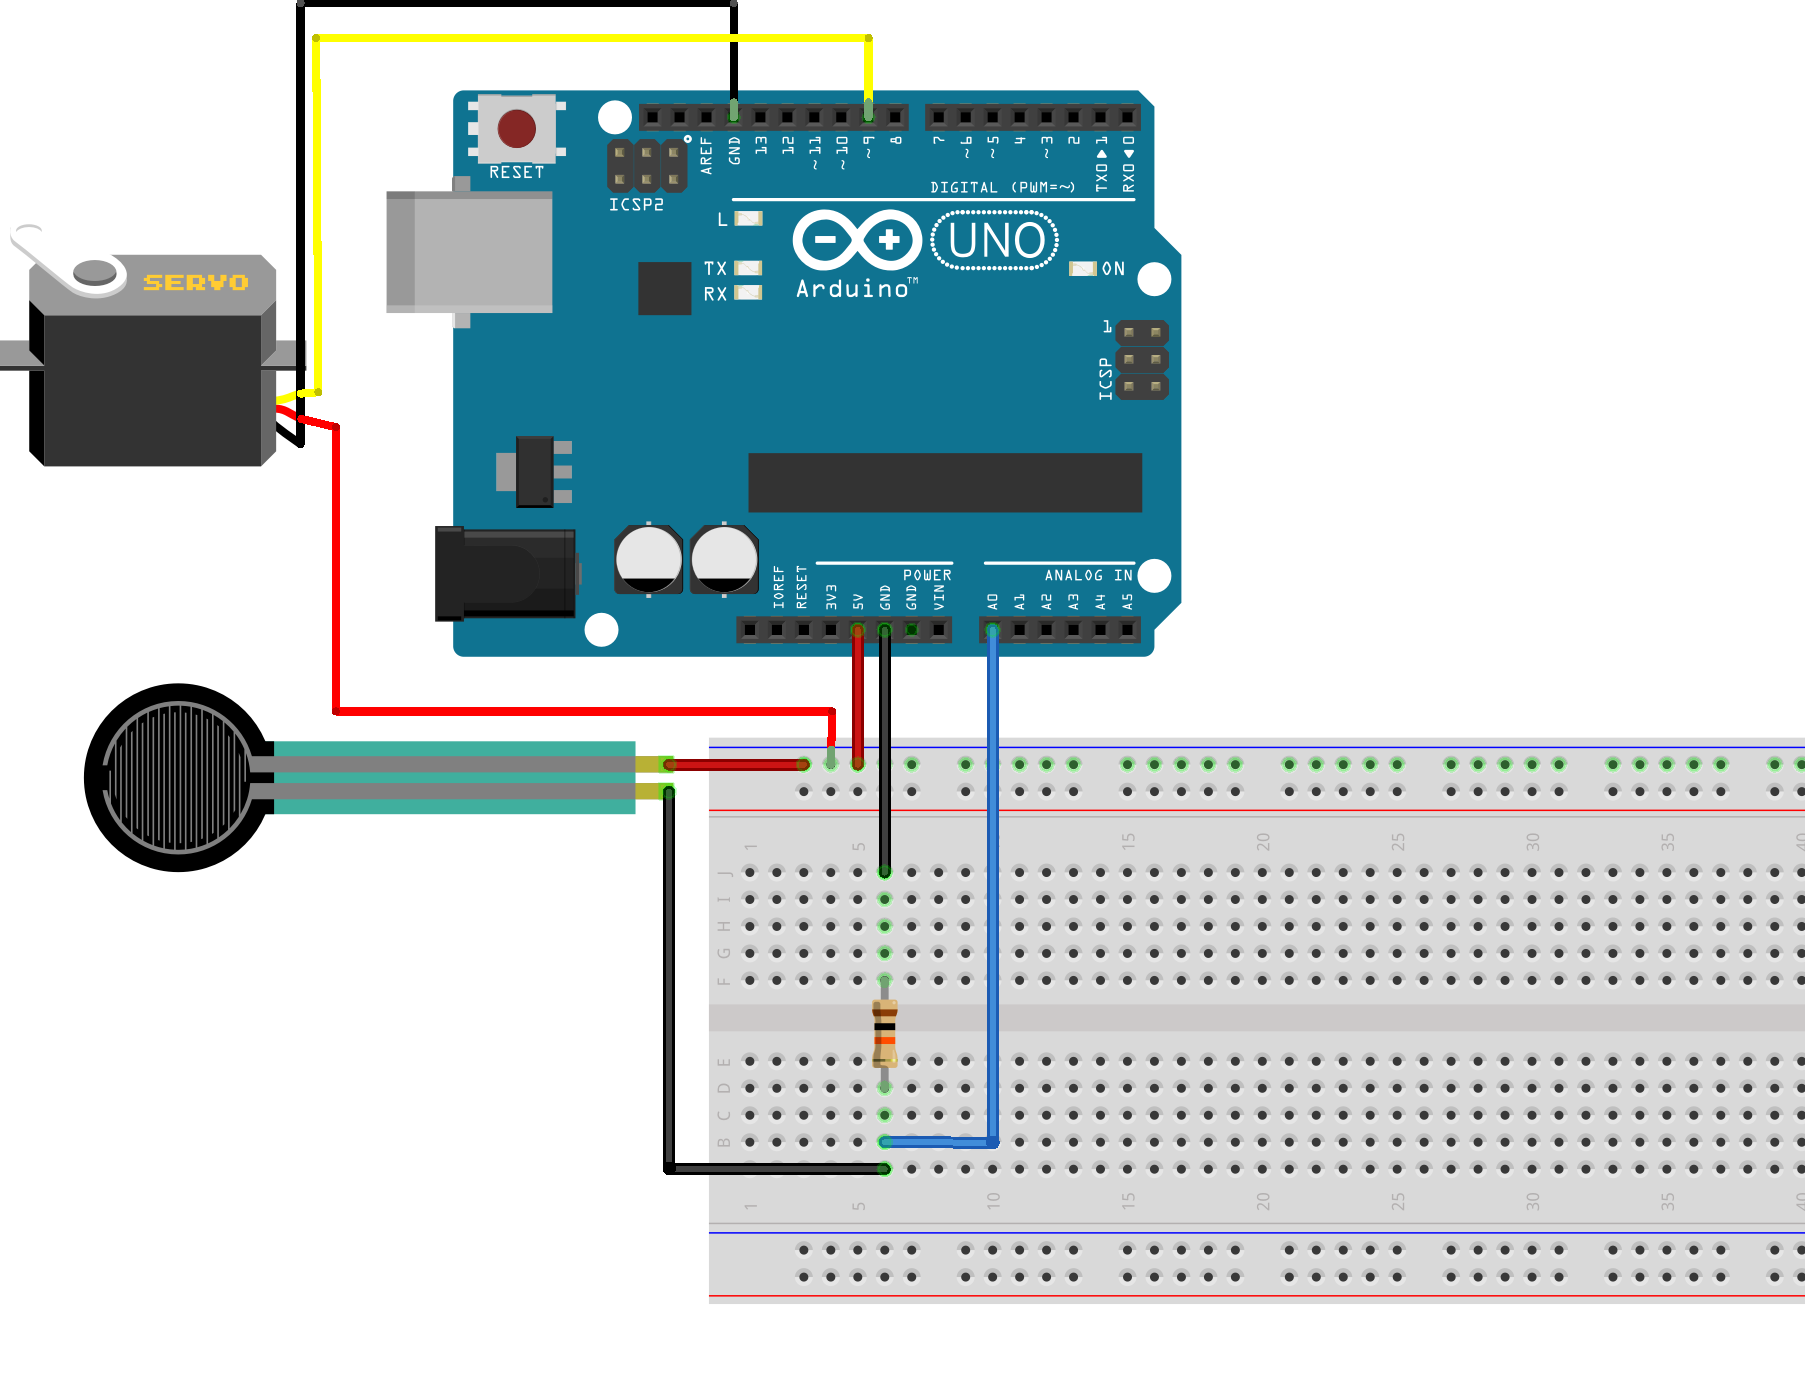 RESET
ICSP2
AREF
GND
13
12
~11
~10
~9
8
7
~6
~5
4
~3
2
TX0▶1
RX0◀0
DIGITAL (PWM=~)
L
TX
RX
UNO
Arduino™
ON
SERVO
1
ICSP
POWER
ANALOG IN
IOREF
RESET
3V3
5V
GND
GND
VIN
A0
A1
A2
A3
A4
A5
1
5
15
20
25
30
35
40
J
I
H
G
F
E
D
C
B
1
5
10
15
20
25
30
35
40